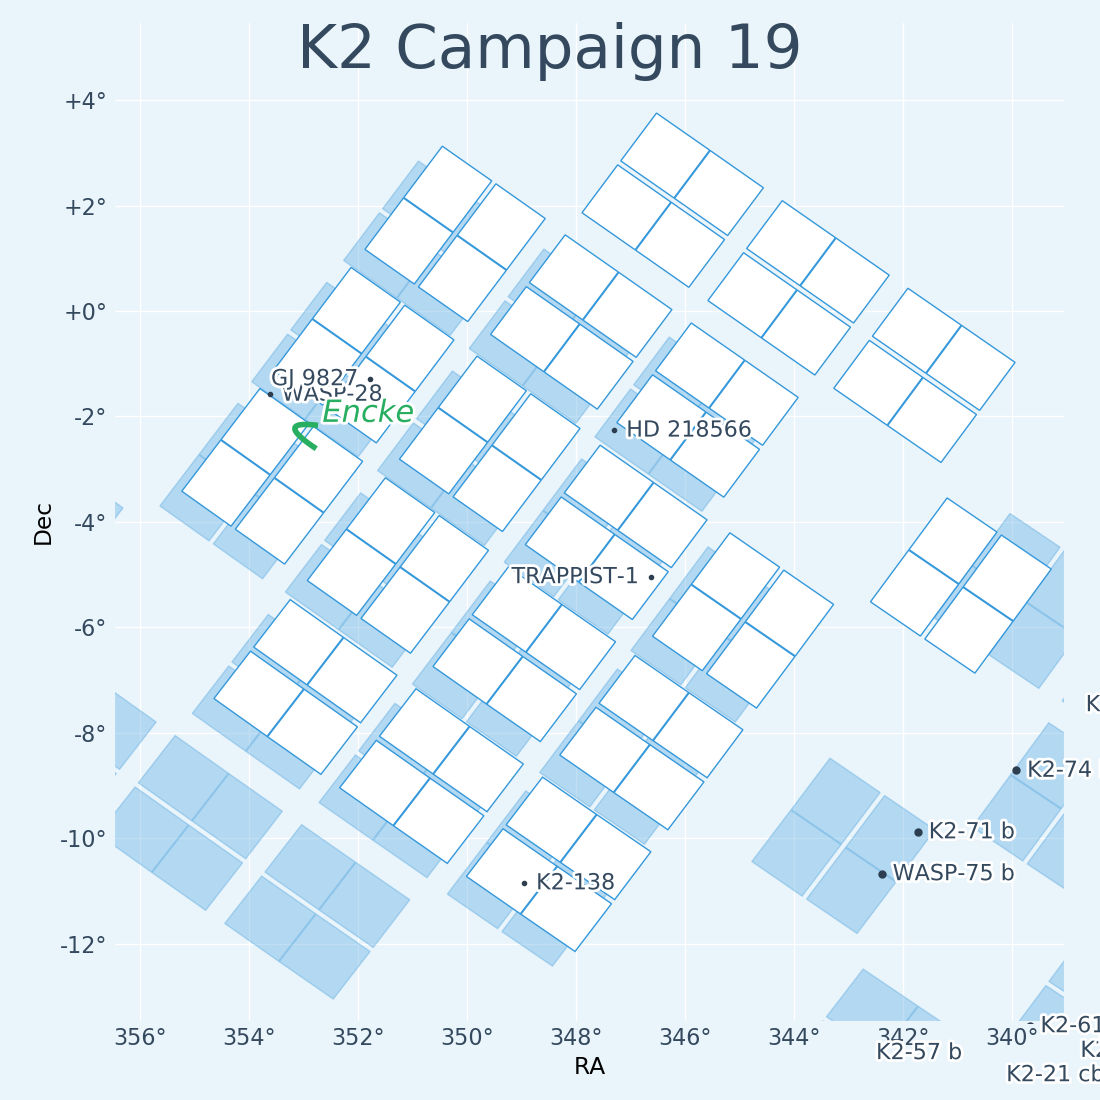 K2 Campaign 19
+4°
+2°
+0°
-2°
-4°
-6°
-8°
-10°
-12°
Dec
GJ 9827
WASP-28
Encke
HD 218566
TRAPPIST-1
K
K2-74
K2-71 b
WASP-75 b
K2-138
356°
354°
352°
350°
348°
346°
344°
342°
340°
K2-61
K2-57 b
K2
K2-21 cb
RA